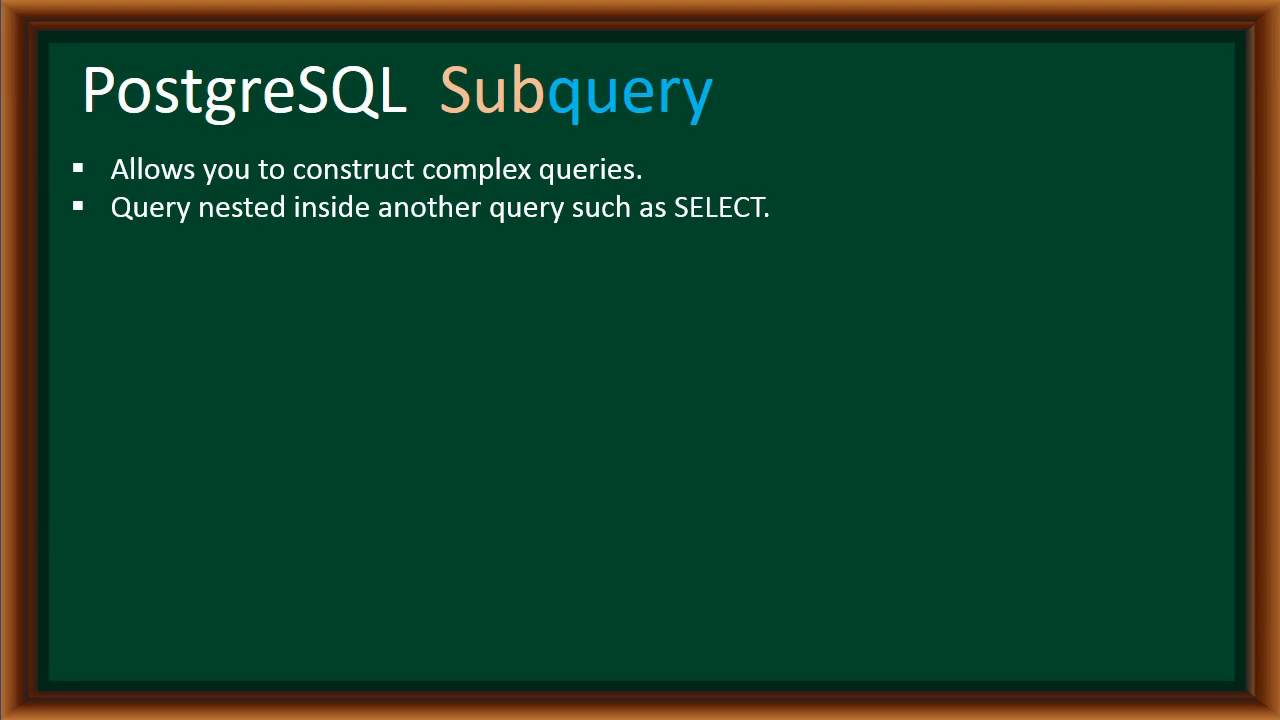 PostgreSQL Subquery
▪ Allows you to construct complex queries.
▪ Query nested inside another query such as SELECT.